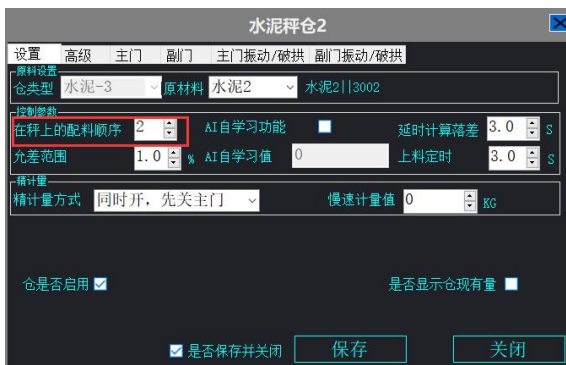 水泥秤仓2
设置 高级 主门 副门 主门振动/破拱 副门振动/破拱
原料设置
仓类型 水泥-3 原材料 水泥2 水泥2||3002
控制参数
在秤上的配料顺序 2 AI自学习功能 延时计算落差 3.0 S
允差范围 1.0 % AI自学习值 0 上料定时 3.0 S
精计量
精计量方式 同时开，先关主门 慢速计量值 0 KG
仓是否启用 是否显示仓现有量
是否保存并关闭 保存 关闭